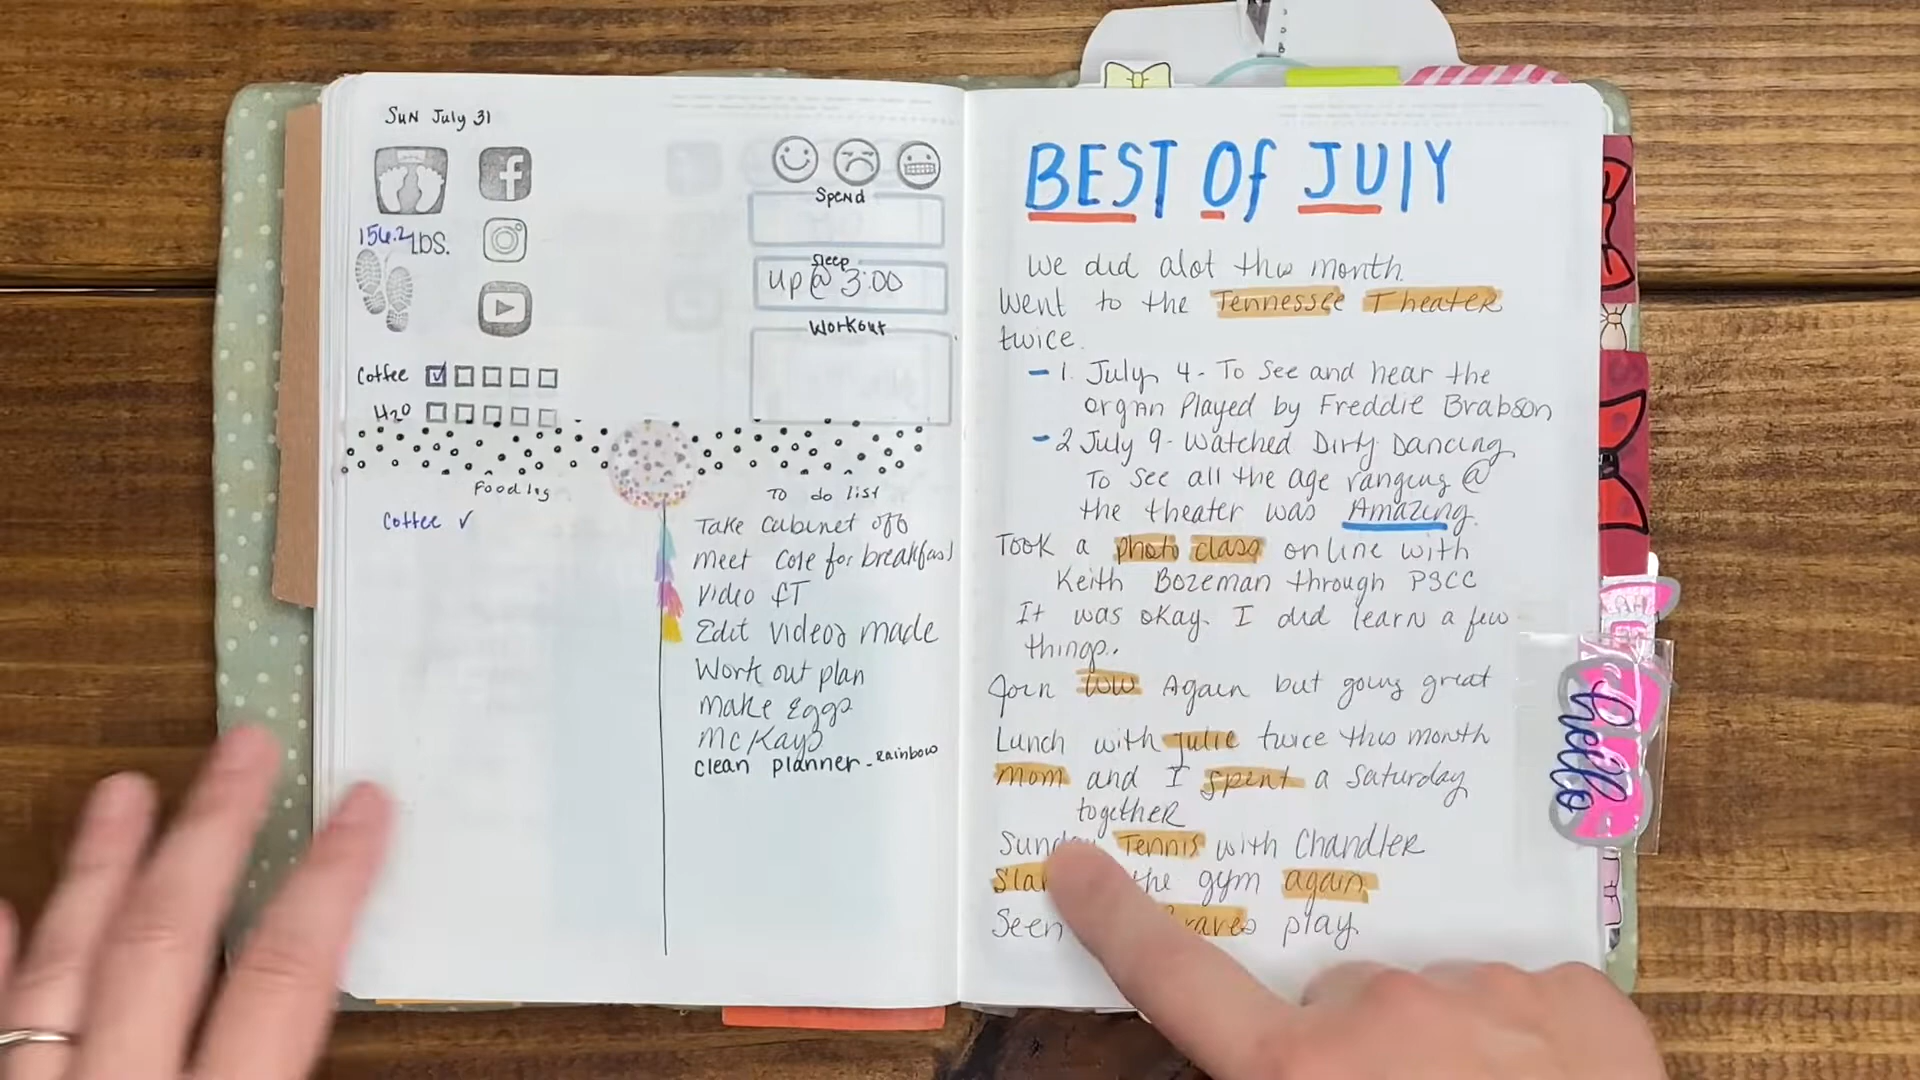 SUN July 31
f
156.2 LBS.
Spend
Sleep
up @ 3:00
Workout
Coffee
H2O
Food log
Coffee ✓
To do list
Take Cabinet off
meet Cole for breakfast
Video FT
Edit videos made
Work out plan
Make Eggs
McKays
clean planner - rainbow
BEST Of JUlY
We did alot this month.
Went to the Tennessee Theater
twice.
- 1. July 4 - To See and hear the
organ Played by Freddie Brabson
- 2 July 9 - Watched Dirty Dancing
To see all the age ranging @
the theater was Amazing.
Took a photo class online with
Keith Bozeman through PSCC
It was okay. I did learn a few
things.
Join WW Again but going great
Lunch with Julie twice this month
Mom and I spent a Saturday
together
Sunday Tennis with Chandler
the gym again
Seen play.
hello